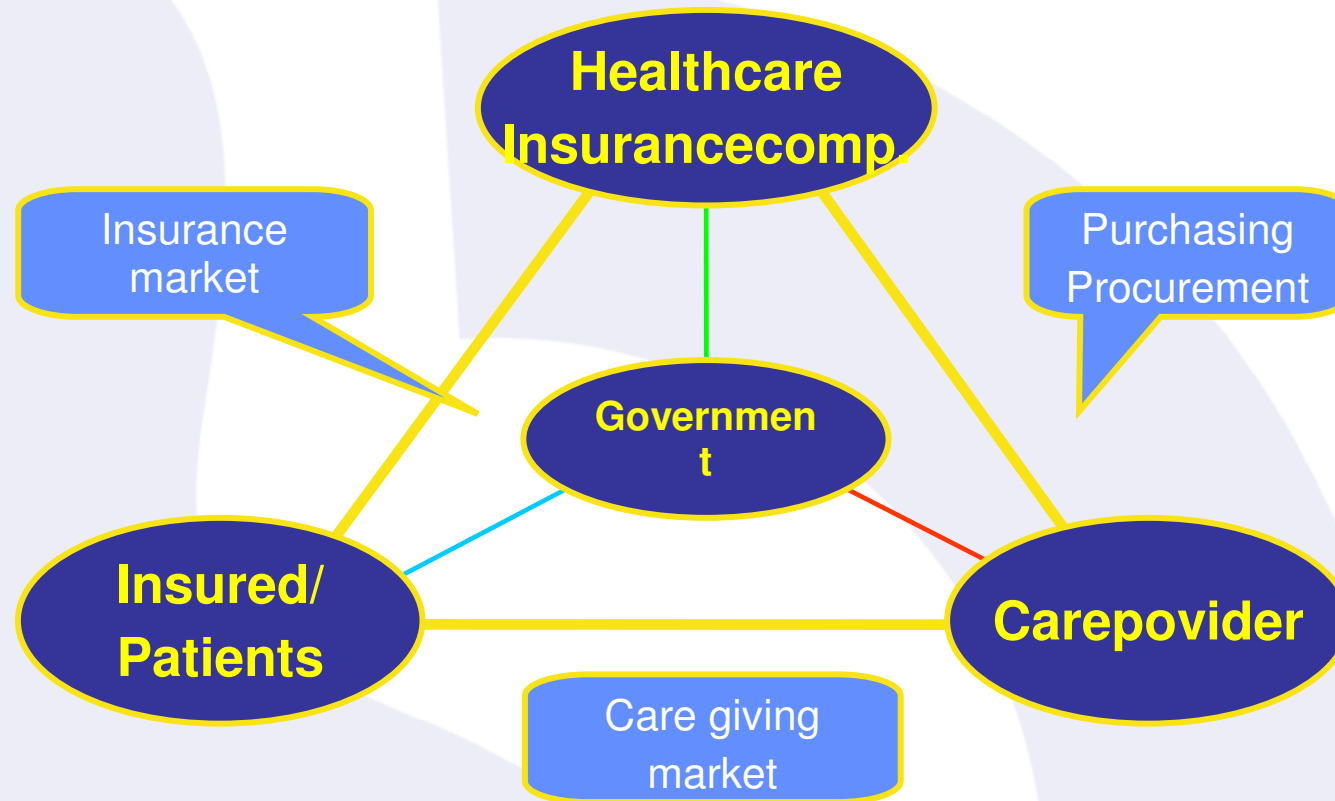 Healthcare
Insurancecomp.
Insurance
market
Purchasing
Procurement
Governmen
t
Insured/
Patients
Carepovider
Care giving
market